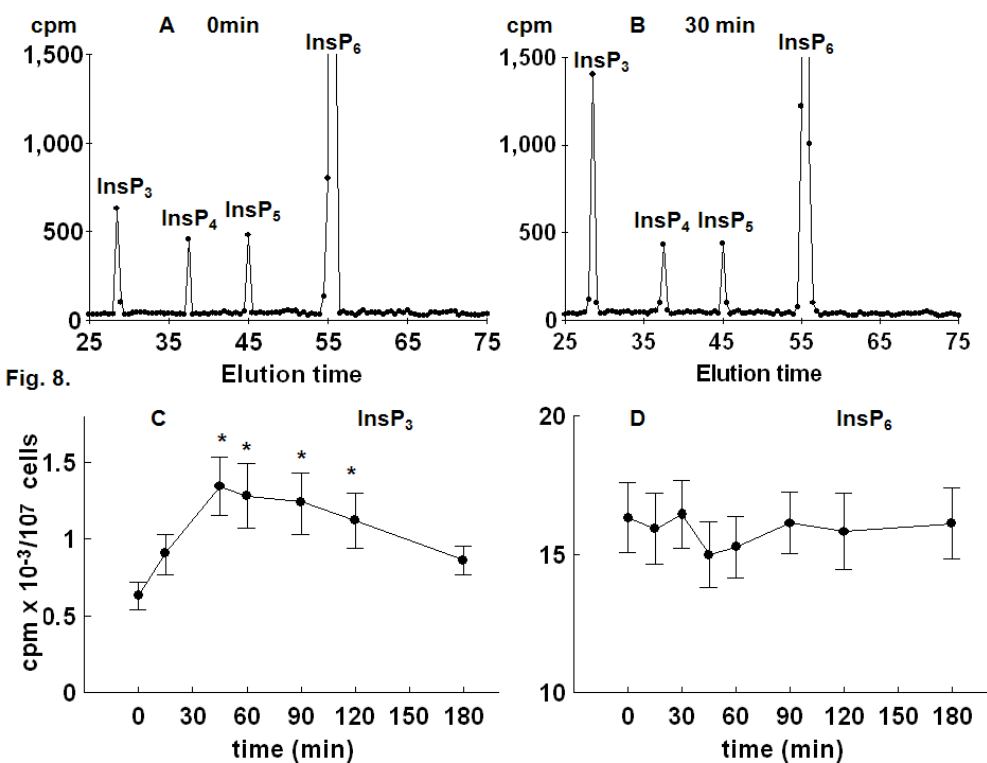 cpm A 0min InsP6
1,500
1,000
500
0
InsP3
InsP4
InsP5
25 35 45 55 65 75
Elution time
cpm B 30 min InsP6
1,500
1,000
500
0
InsP3
InsP4
InsP5
25 35 45 55 65 75
Elution time
Fig. 8.
C InsP3
cpm x 10-3/107 cells
1.5
1
0.5
0
* * * *
0 30 60 90 120 150 180
time (min)
D InsP6
20
15
10
0 30 60 90 120 150 180
time (min)